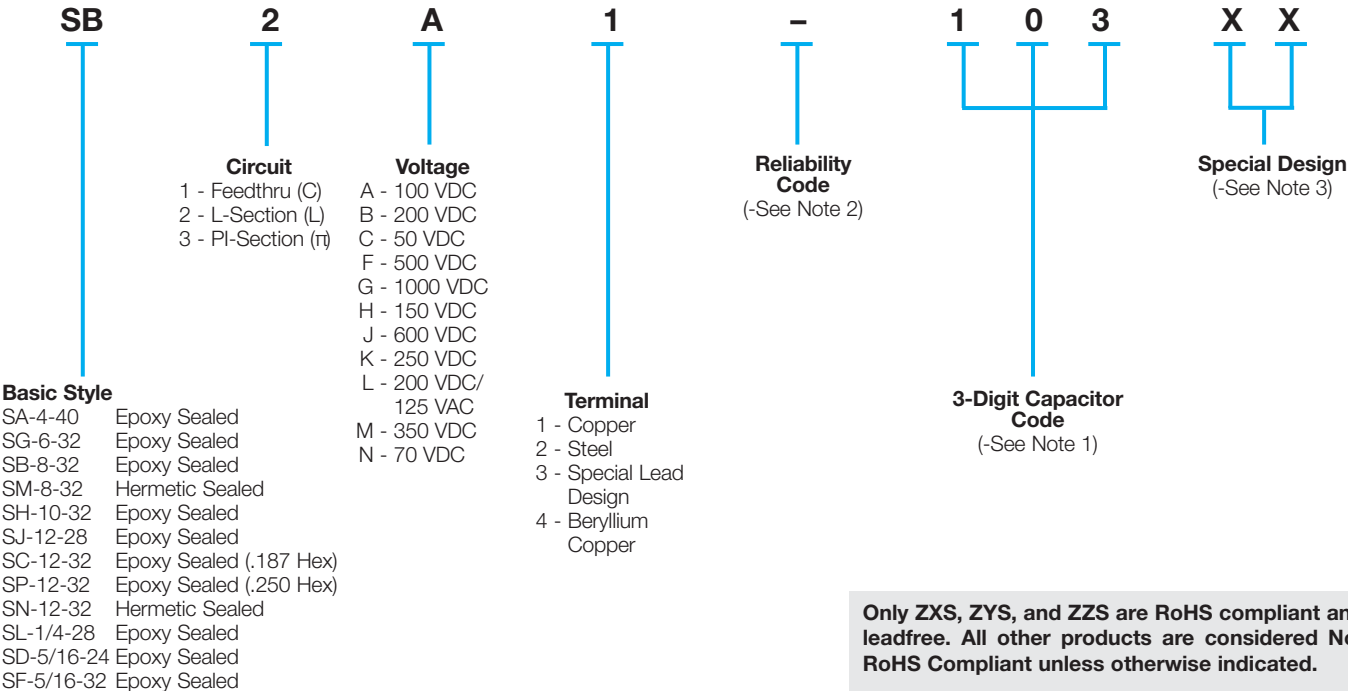 SB 2 A 1 – 1 0 3 X X
Circuit
1 - Feedthru (C)
2 - L-Section (L)
3 - PI-Section (π)
Voltage
A - 100 VDC
B - 200 VDC
C - 50 VDC
F - 500 VDC
G - 1000 VDC
H - 150 VDC
J - 600 VDC
K - 250 VDC
L - 200 VDC/
125 VAC
M - 350 VDC
N - 70 VDC
Reliability
Code
(-See Note 2)
Special Design
(-See Note 3)
Basic Style
SA-4-40 Epoxy Sealed
SG-6-32 Epoxy Sealed
SB-8-32 Epoxy Sealed
SM-8-32 Hermetic Sealed
SH-10-32 Epoxy Sealed
SJ-12-28 Epoxy Sealed
SC-12-32 Epoxy Sealed (.187 Hex)
SP-12-32 Epoxy Sealed (.250 Hex)
SN-12-32 Hermetic Sealed
SL-1/4-28 Epoxy Sealed
SD-5/16-24 Epoxy Sealed
SF-5/16-32 Epoxy Sealed
Terminal
1 - Copper
2 - Steel
3 - Special Lead
Design
4 - Beryllium
Copper
3-Digit Capacitor
Code
(-See Note 1)
Only ZXS, ZYS, and ZZS are RoHS compliant
leadfree. All other products are considered
RoHS Compliant unless otherwise indicated.